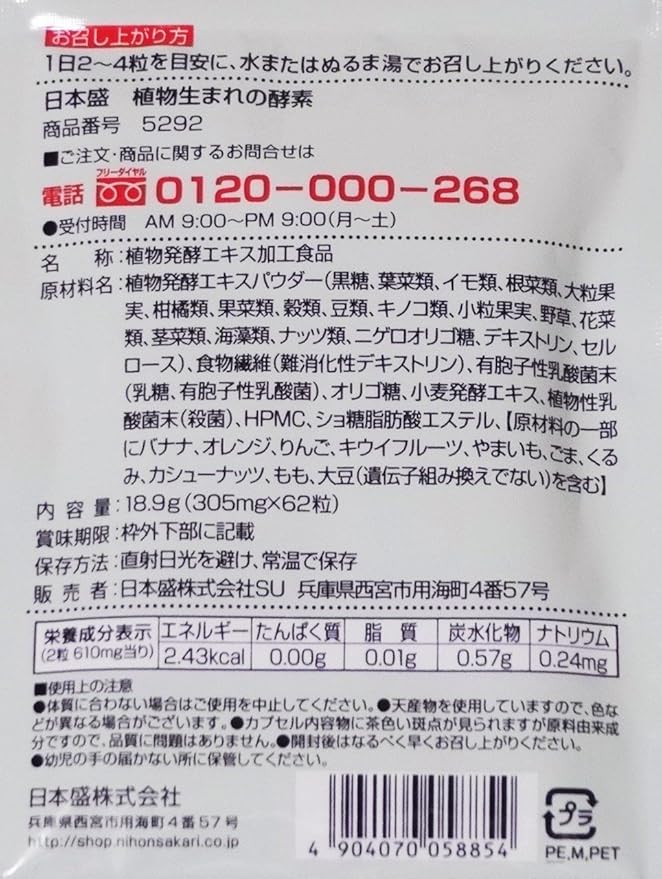 お召し上がり方
1日2〜4粒を目安に、水またはぬるま湯でお召し上がりください。
日本盛 植物生まれの酵素
商品番号 5292
■ご注文・商品に関するお問合せは
電話 フリーダイヤル 0120-000-268
●受付時間 AM 9:00〜PM 9:00(月〜土)
名 称:植物発酵エキス加工食品
原材料名:植物発酵エキスパウダー(黒糖、葉菜類、イモ類、根菜類、大粒果
実、柑橘類、果菜類、穀類、豆類、キノコ類、小粒果実、野草、花菜
類、茎菜類、海藻類、ナッツ類、ニゲロオリゴ糖、デキストリン、セル
ロース)、食物繊維(難消化性デキストリン)、有胞子性乳酸菌末
(乳糖、有胞子性乳酸菌)、オリゴ糖、小麦発酵エキス、植物性乳
酸菌末(殺菌)、HPMC、ショ糖脂肪酸エステル、【原材料の一部
にバナナ、オレンジ、りんご、キウイフルーツ、やまいも、ごま、くる
み、カシューナッツ、もも、大豆(遺伝子組み換えでない)を含む】
内 容 量:18.9g(305mg×62粒)
賞味期限:枠外下部に記載
保存方法:直射日光を避け、常温で保存
販 売 者:日本盛株式会社SU 兵庫県西宮市用海町4番57号
栄養成分表示 エネルギー たんぱく質 脂 質 炭水化物 ナトリウム
(2粒 610mg当り) 2.43kcal 0.00g 0.01g 0.57g 0.24mg
■使用上の注意
●体質に合わない場合はご使用を中止してください。●天産物を使用していますので、色な
どが異なる場合がございます。●カプセル内容物に茶色い斑点が見られますが原料由来成
分ですので、品質に問題はありません。●開封後はなるべく早くお召し上がりください。
●幼児の手の届かない所に保管してください。
日本盛株式会社
兵庫県西宮市用海町4番57号
http://shop.nihonsakari.co.jp
4 904070 058854
プラ
PE,M,PET